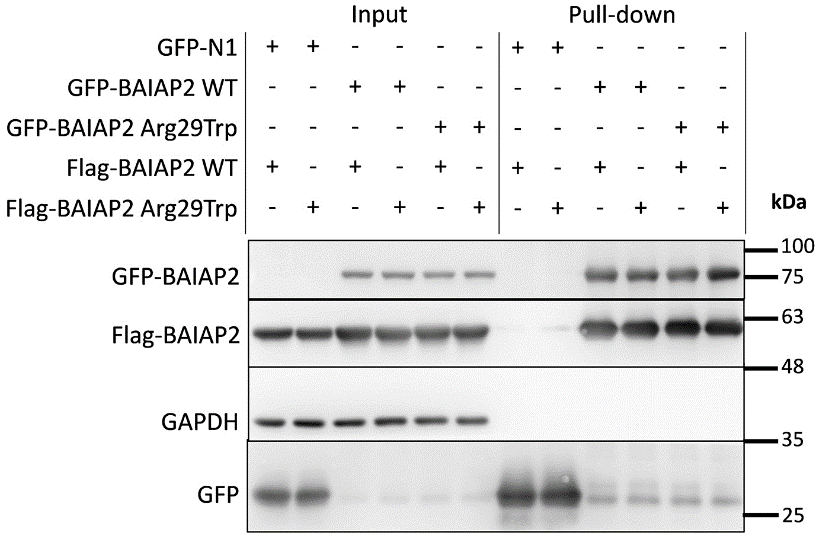 Input Pull-down
GFP-N1 + + - - - - + + - - - -
GFP-BAIAP2 WT - - + + - - - - + + - -
GFP-BAIAP2 Arg29Trp - - - - + + - - - - + +
Flag-BAIAP2 WT + - + - + - + - + - + -
Flag-BAIAP2 Arg29Trp - + - + - + - + - + - +
kDa
100
GFP-BAIAP2 75
63
Flag-BAIAP2
48
GAPDH
35
GFP
25